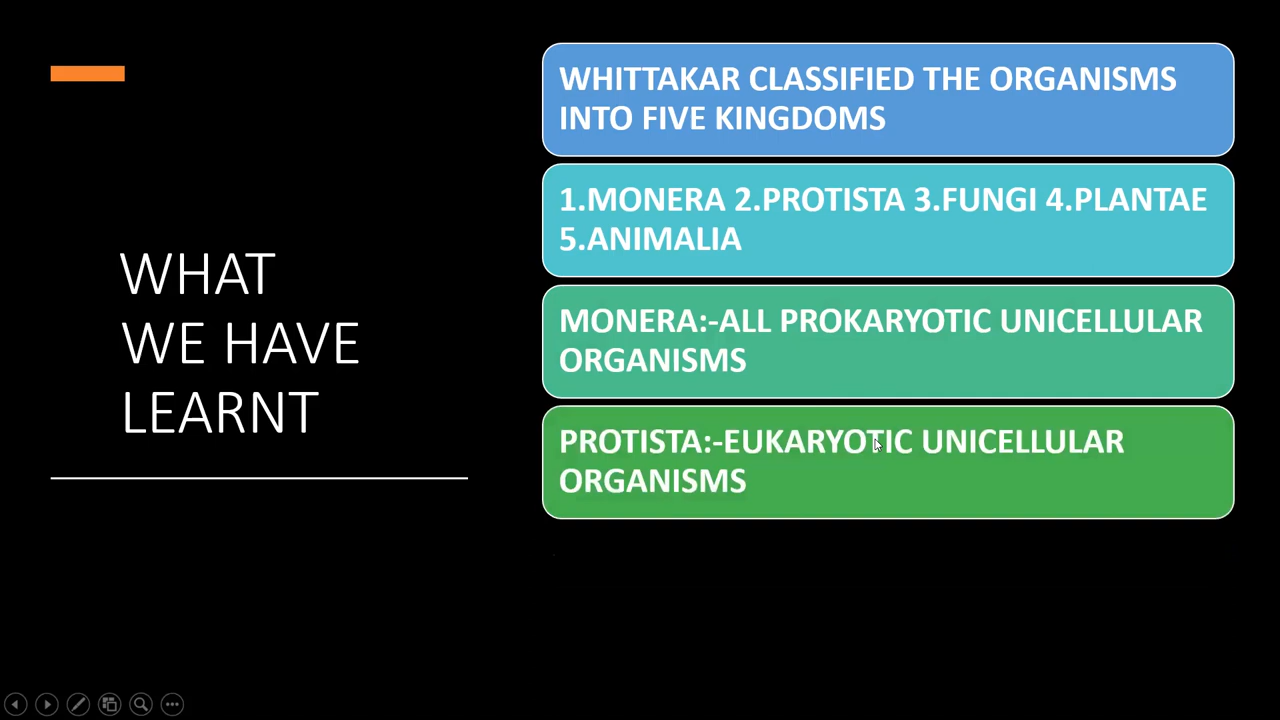 WHAT
WE HAVE
LEARNT
WHITTAKAR CLASSIFIED THE ORGANISMS
INTO FIVE KINGDOMS
1.MONERA 2.PROTISTA 3.FUNGI 4.PLANTAE
5.ANIMALIA
MONERA:-ALL PROKARYOTIC UNICELLULAR
ORGANISMS
PROTISTA:-EUKARYOTIC UNICELLULAR
ORGANISMS